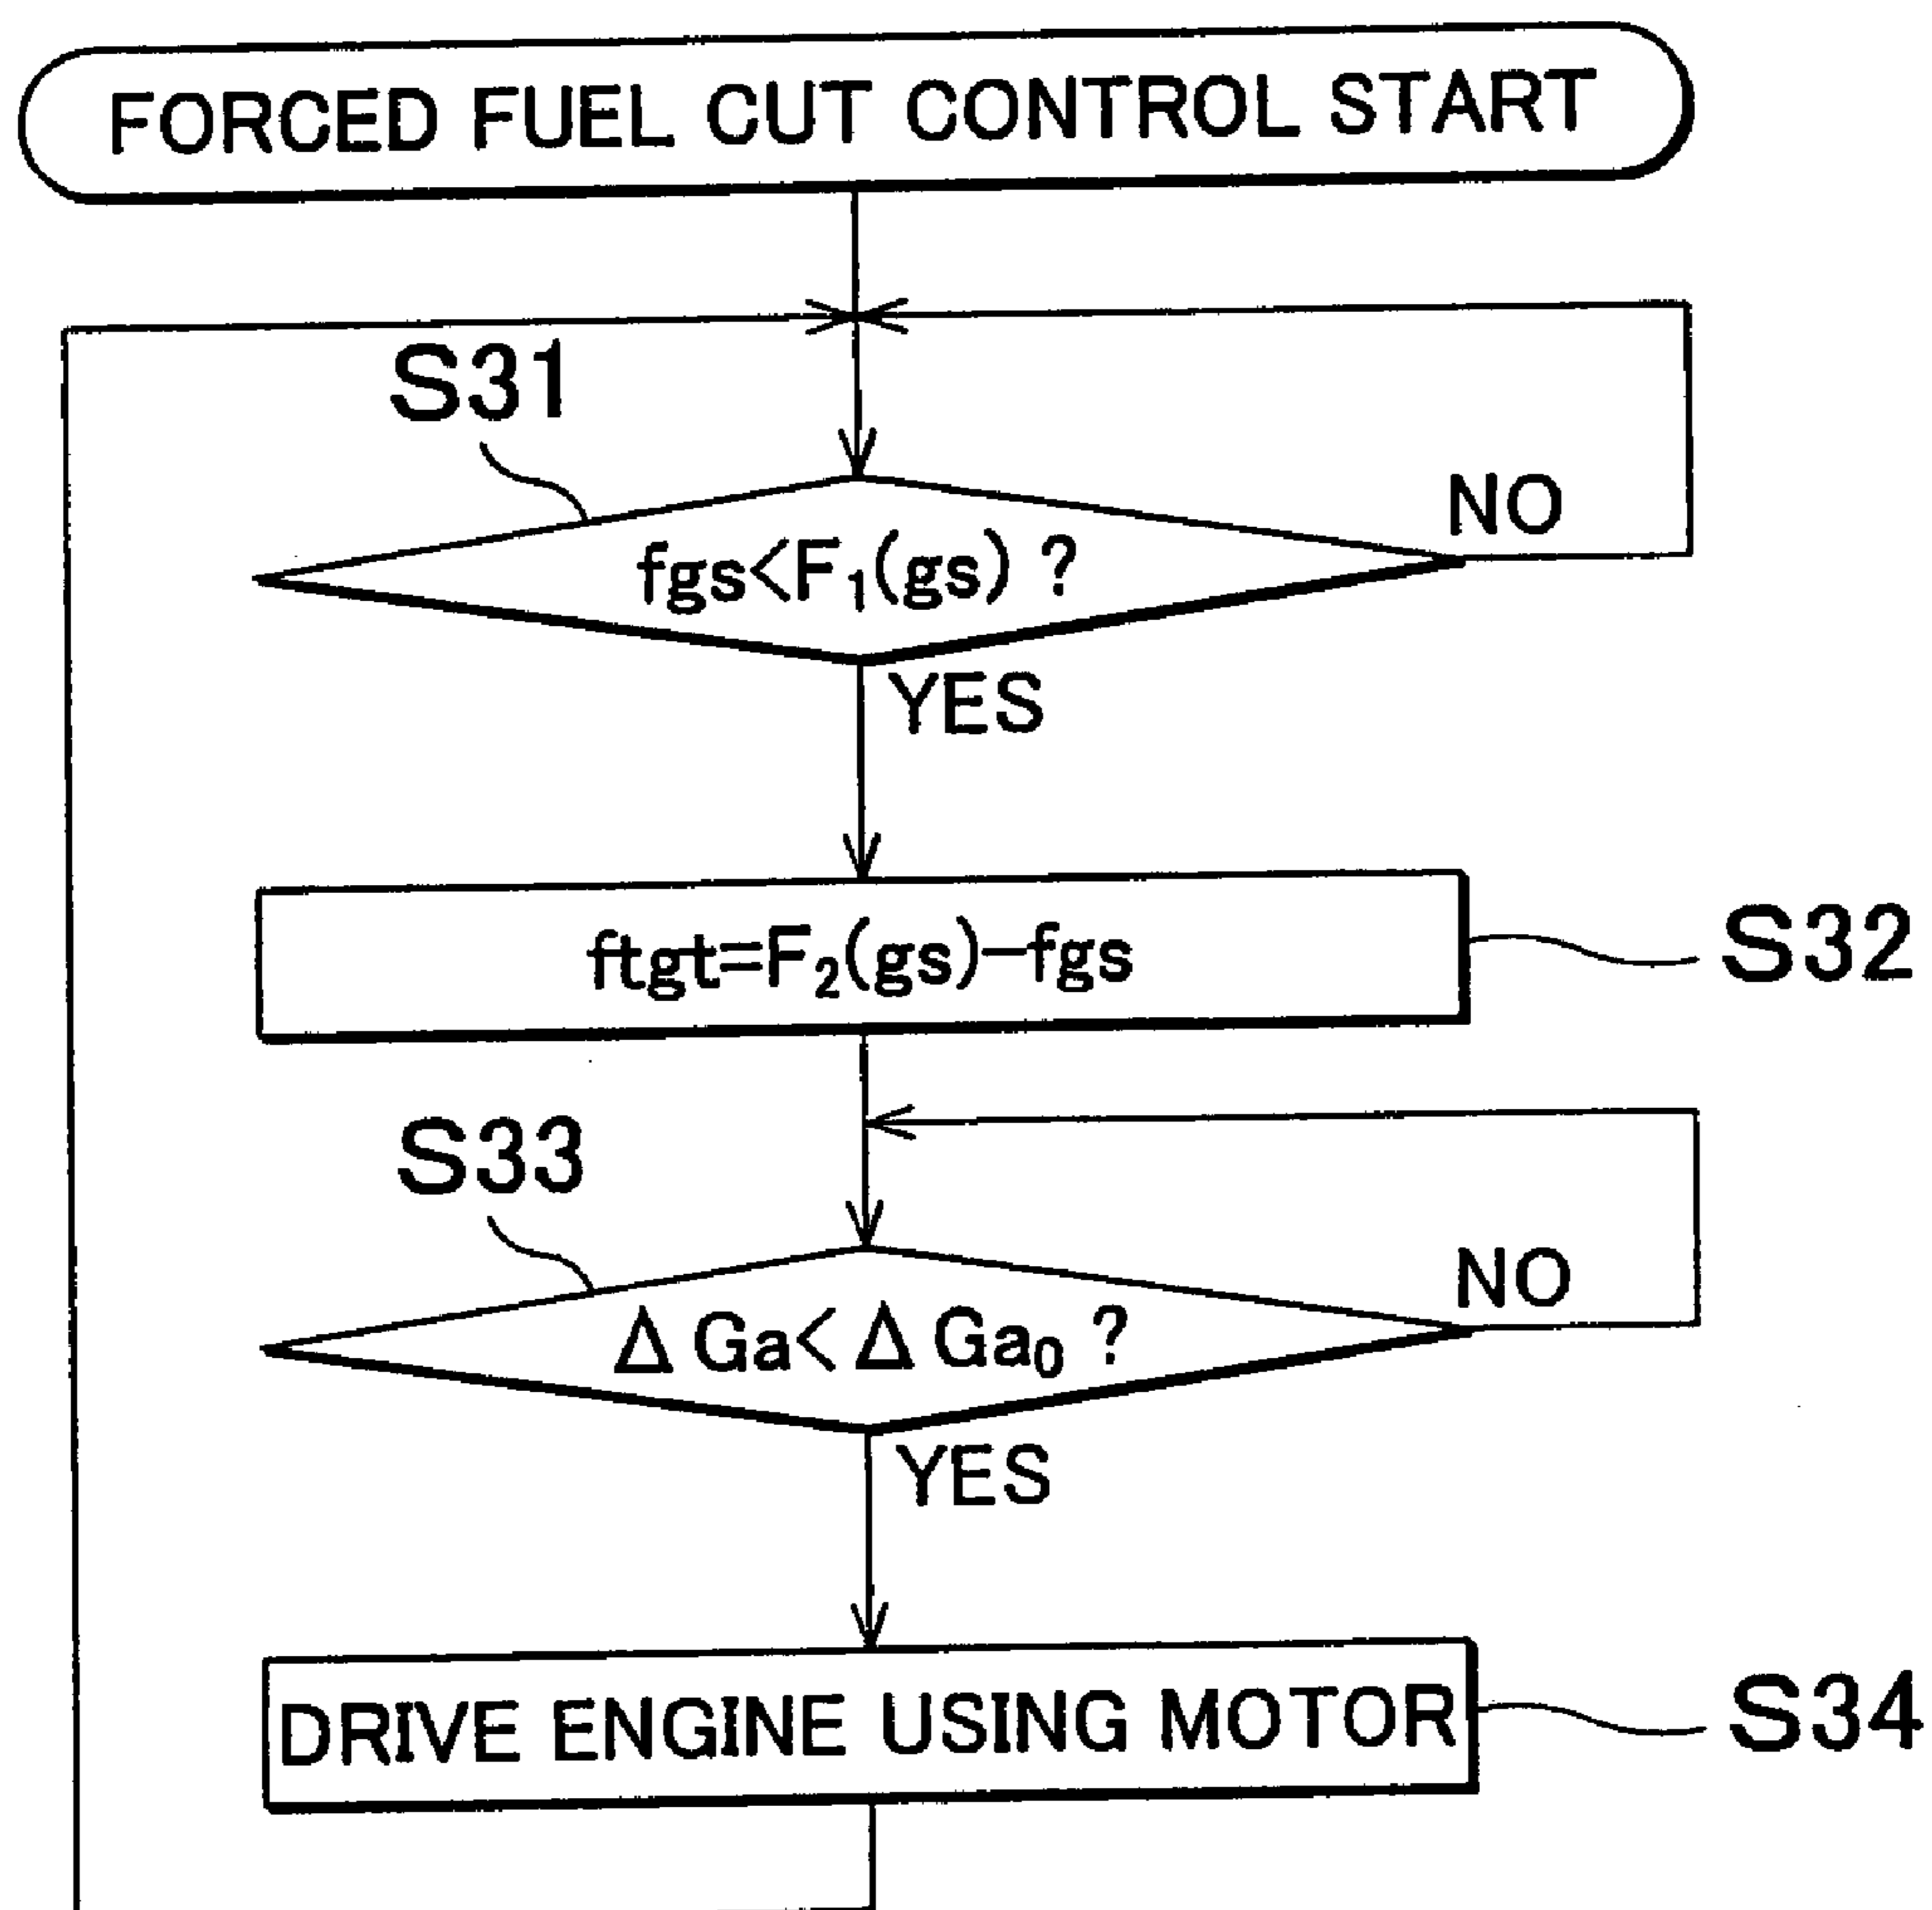 FORCED FUEL CUT CONTROL START
S31
fgs<F₁(gs) ?
NO
YES
ftgt=F₂(gs)−fgs
S32
S33
ΔGa<ΔGa₀ ?
NO
YES
DRIVE ENGINE USING MOTOR
S34